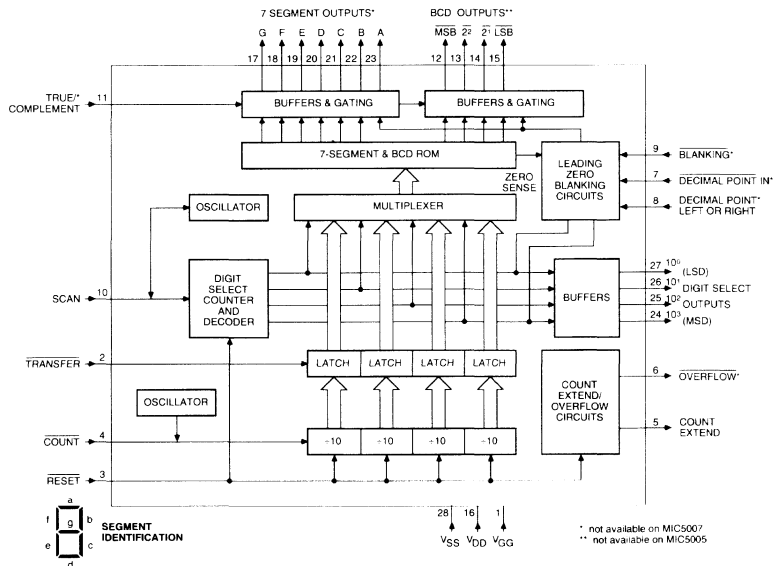 7 SEGMENT OUTPUTS*
BCD OUTPUTS**
G F E D C B A
MSB 2² 2¹ LSB
17 18 19 20 21 22 23
12 13 14 15
TRUE/*
COMPLEMENT
11
BUFFERS & GATING
BUFFERS & GATING
7-SEGMENT & BCD ROM
ZERO
SENSE
LEADING
ZERO
BLANKING
CIRCUITS
9 BLANKING*
7 DECIMAL POINT IN*
8 DECIMAL POINT*
LEFT OR RIGHT
OSCILLATOR
MULTIPLEXER
SCAN
10
DIGIT
SELECT
COUNTER
AND
DECODER
BUFFERS
27 10⁰
(LSD)
26 10¹ DIGIT SELECT
25 10² OUTPUTS
24 10³
(MSD)
TRANSFER
2
LATCH LATCH LATCH LATCH
OSCILLATOR
COUNT
EXTEND/
OVERFLOW
CIRCUITS
6 OVERFLOW*
5 COUNT
EXTEND
COUNT
4
÷10 ÷10 ÷10 ÷10
RESET
3
a
f g b
e c
d
SEGMENT
IDENTIFICATION
28 16 1
VSS VDD VGG
* not available on MIC5007
** not available on MIC5005